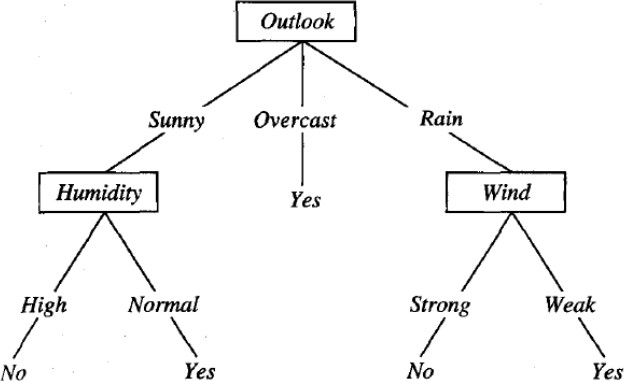 Outlook
Sunny Overcast Rain
Humidity Yes Wind
High Normal Strong Weak
No Yes No Yes